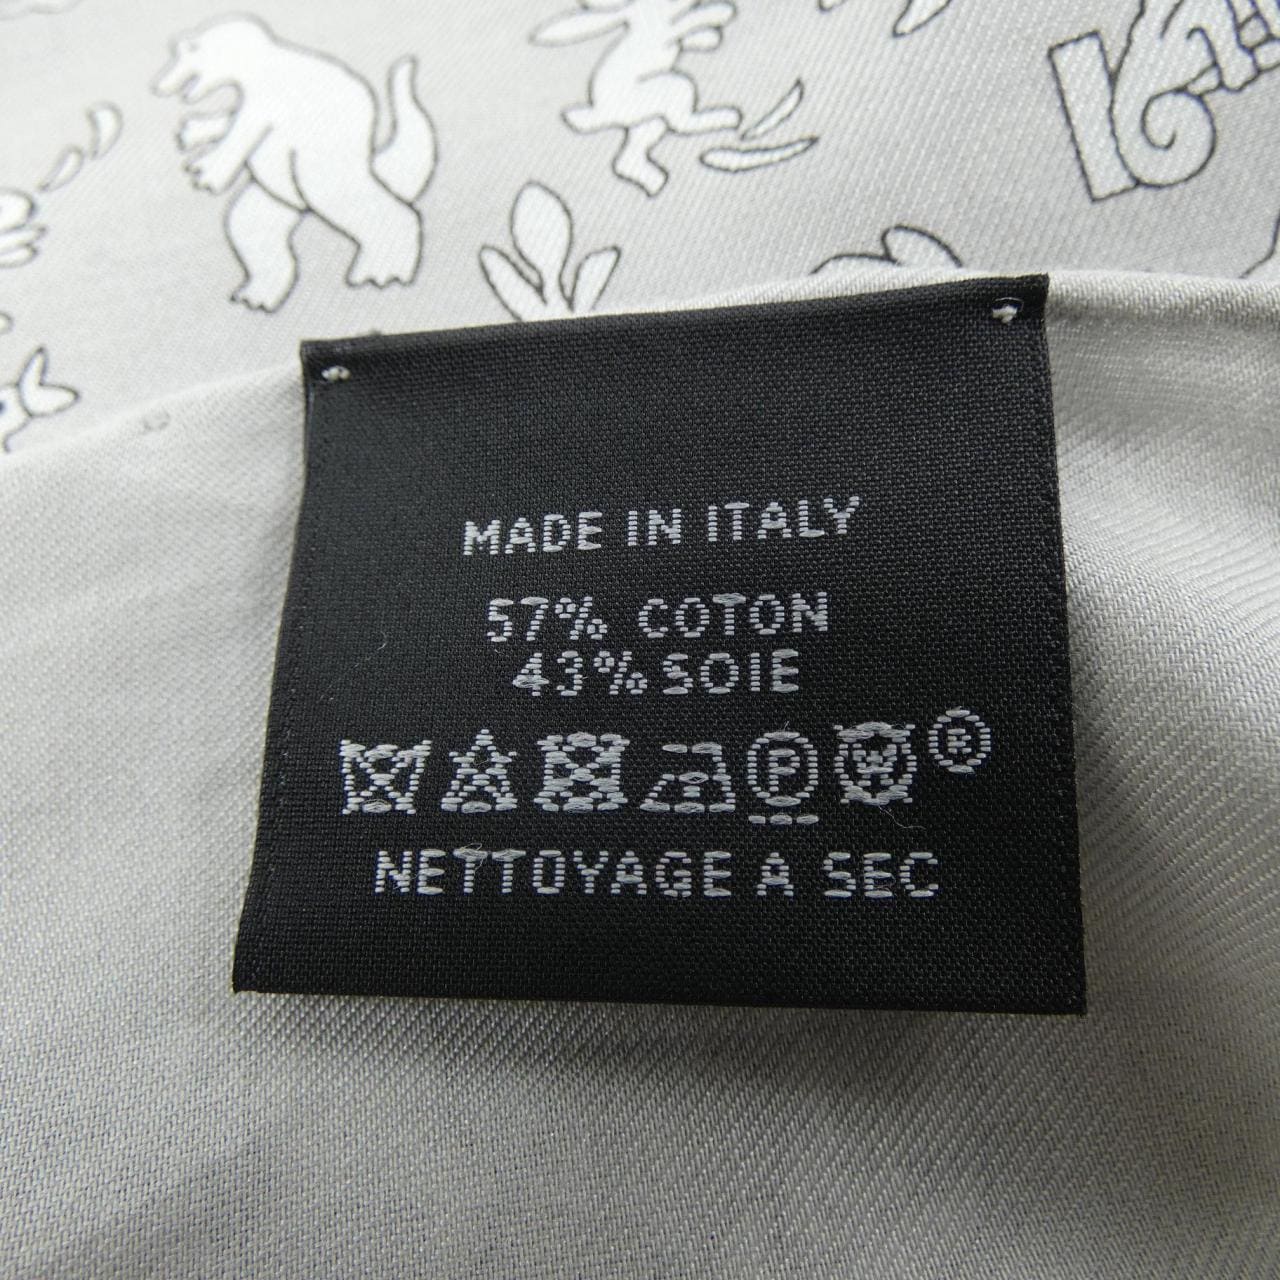 MADE IN ITALY
57% COTON
43% SOIE
P W ®
NETTOYAGE A SEC